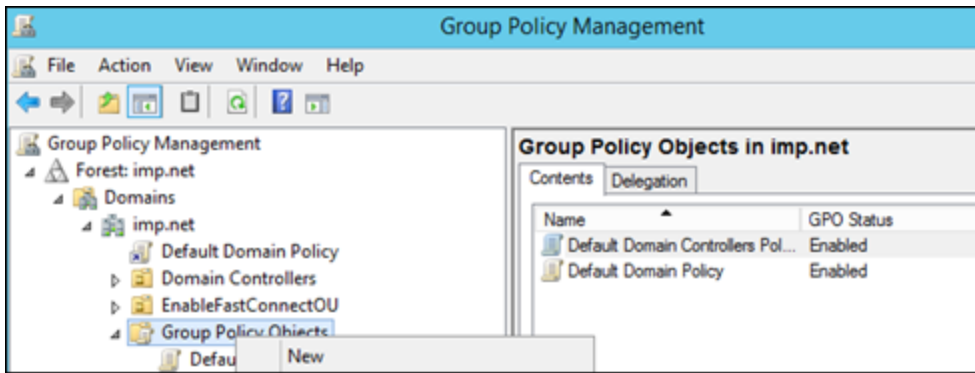 Group Policy Management
File Action View Window Help
Group Policy Management
Forest: imp.net
Domains
imp.net
Default Domain Policy
Domain Controllers
EnableFastConnectOU
Group Policy Objects
Defau
New
Group Policy Objects in imp.net
Contents Delegation
Name GPO Status
Default Domain Controllers Pol... Enabled
Default Domain Policy Enabled